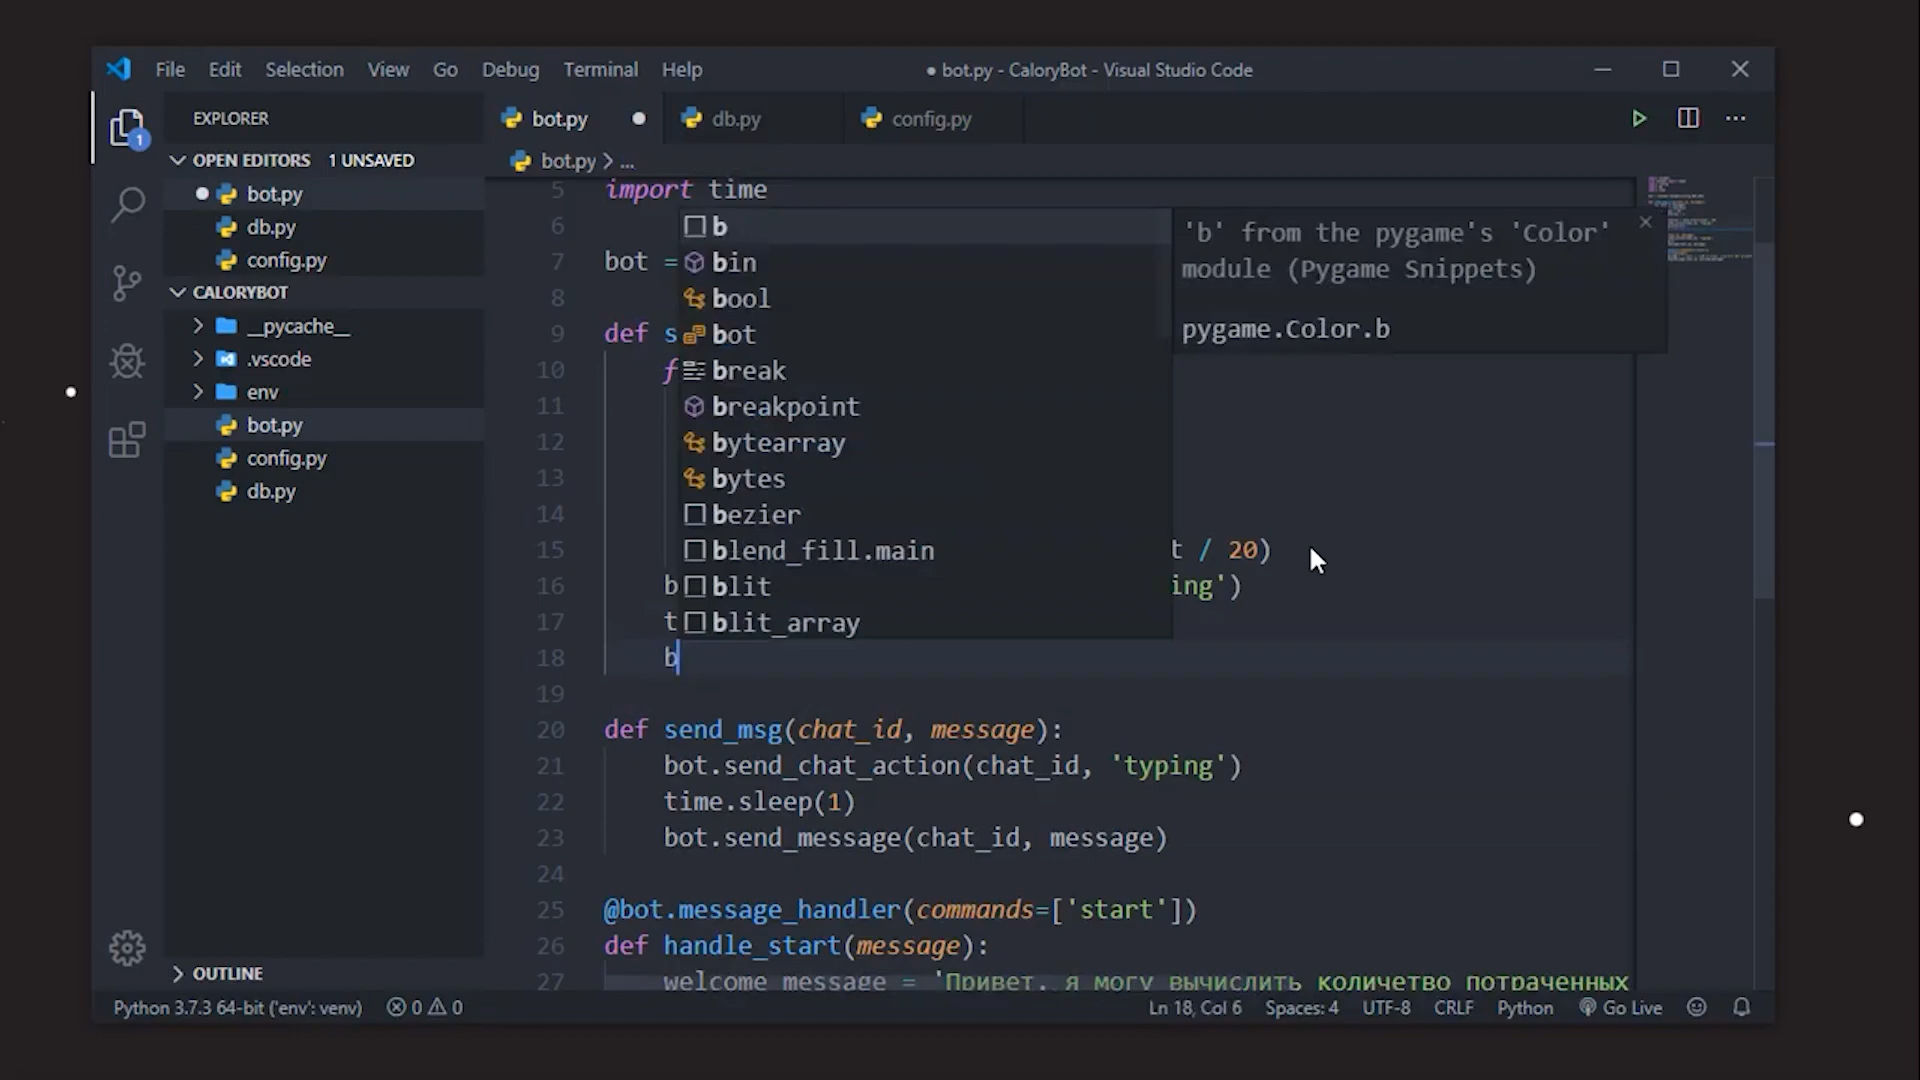 File Edit Selection View Go Debug Terminal Help
● bot.py - CaloryBot - Visual Studio Code
EXPLORER
OPEN EDITORS 1 UNSAVED
bot.py
db.py
config.py
CALORYBOT
__pycache__
.vscode
env
bot.py
config.py
db.py
OUTLINE
1
bot.py
db.py
config.py
bot.py > ...
5 import time
6
7 bot =
8
9 def s
10 f
11
12
13
14
15 t / 20)
16 b ing')
17 t
18 b
19
20 def send_msg(chat_id, message):
21 bot.send_chat_action(chat_id, 'typing')
22 time.sleep(1)
23 bot.send_message(chat_id, message)
24
25 @bot.message_handler(commands=['start'])
26 def handle_start(message):
27 welcome_message = 'Привет, я могу вычислить количетво потраченных
b
bin
bool
bot
break
breakpoint
bytearray
bytes
bezier
blend_fill.main
blit
blit_array
'b' from the pygame's 'Color'
module (Pygame Snippets)
pygame.Color.b
Python 3.7.3 64-bit ('env': venv) 0 0
Ln 18, Col 6 Spaces: 4 UTF-8 CRLF Python Go Live